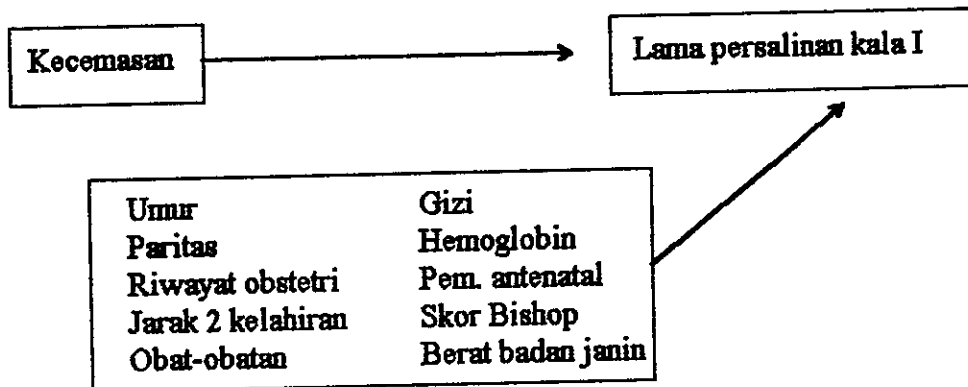 Kecemasan
Lama persalinan kala I
Umur
Paritas
Riwayat obstetri
Jarak 2 kelahiran
Obat-obatan
Gizi
Hemoglobin
Pem. antenatal
Skor Bishop
Berat badan janin